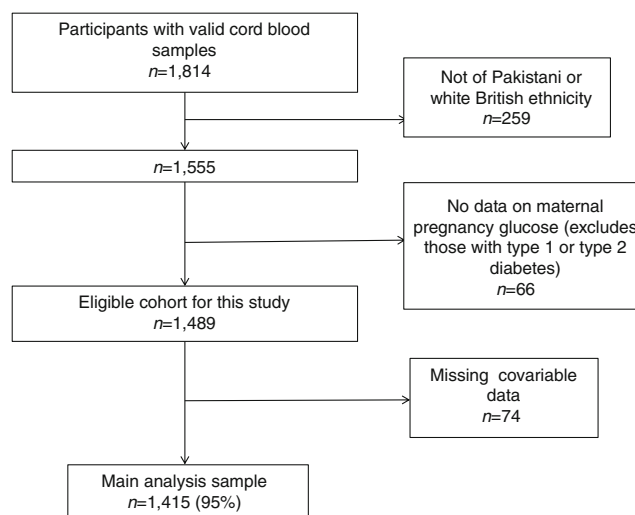 Participants with valid cord blood
samples
n=1,814
Not of Pakistani or
white British ethnicity
n=259
n=1,555
No data on maternal
pregnancy glucose (excludes
those with type 1 or type 2
diabetes)
n=66
Eligible cohort for this study
n=1,489
Missing covariable
data
n=74
Main analysis sample
n=1,415 (95%)